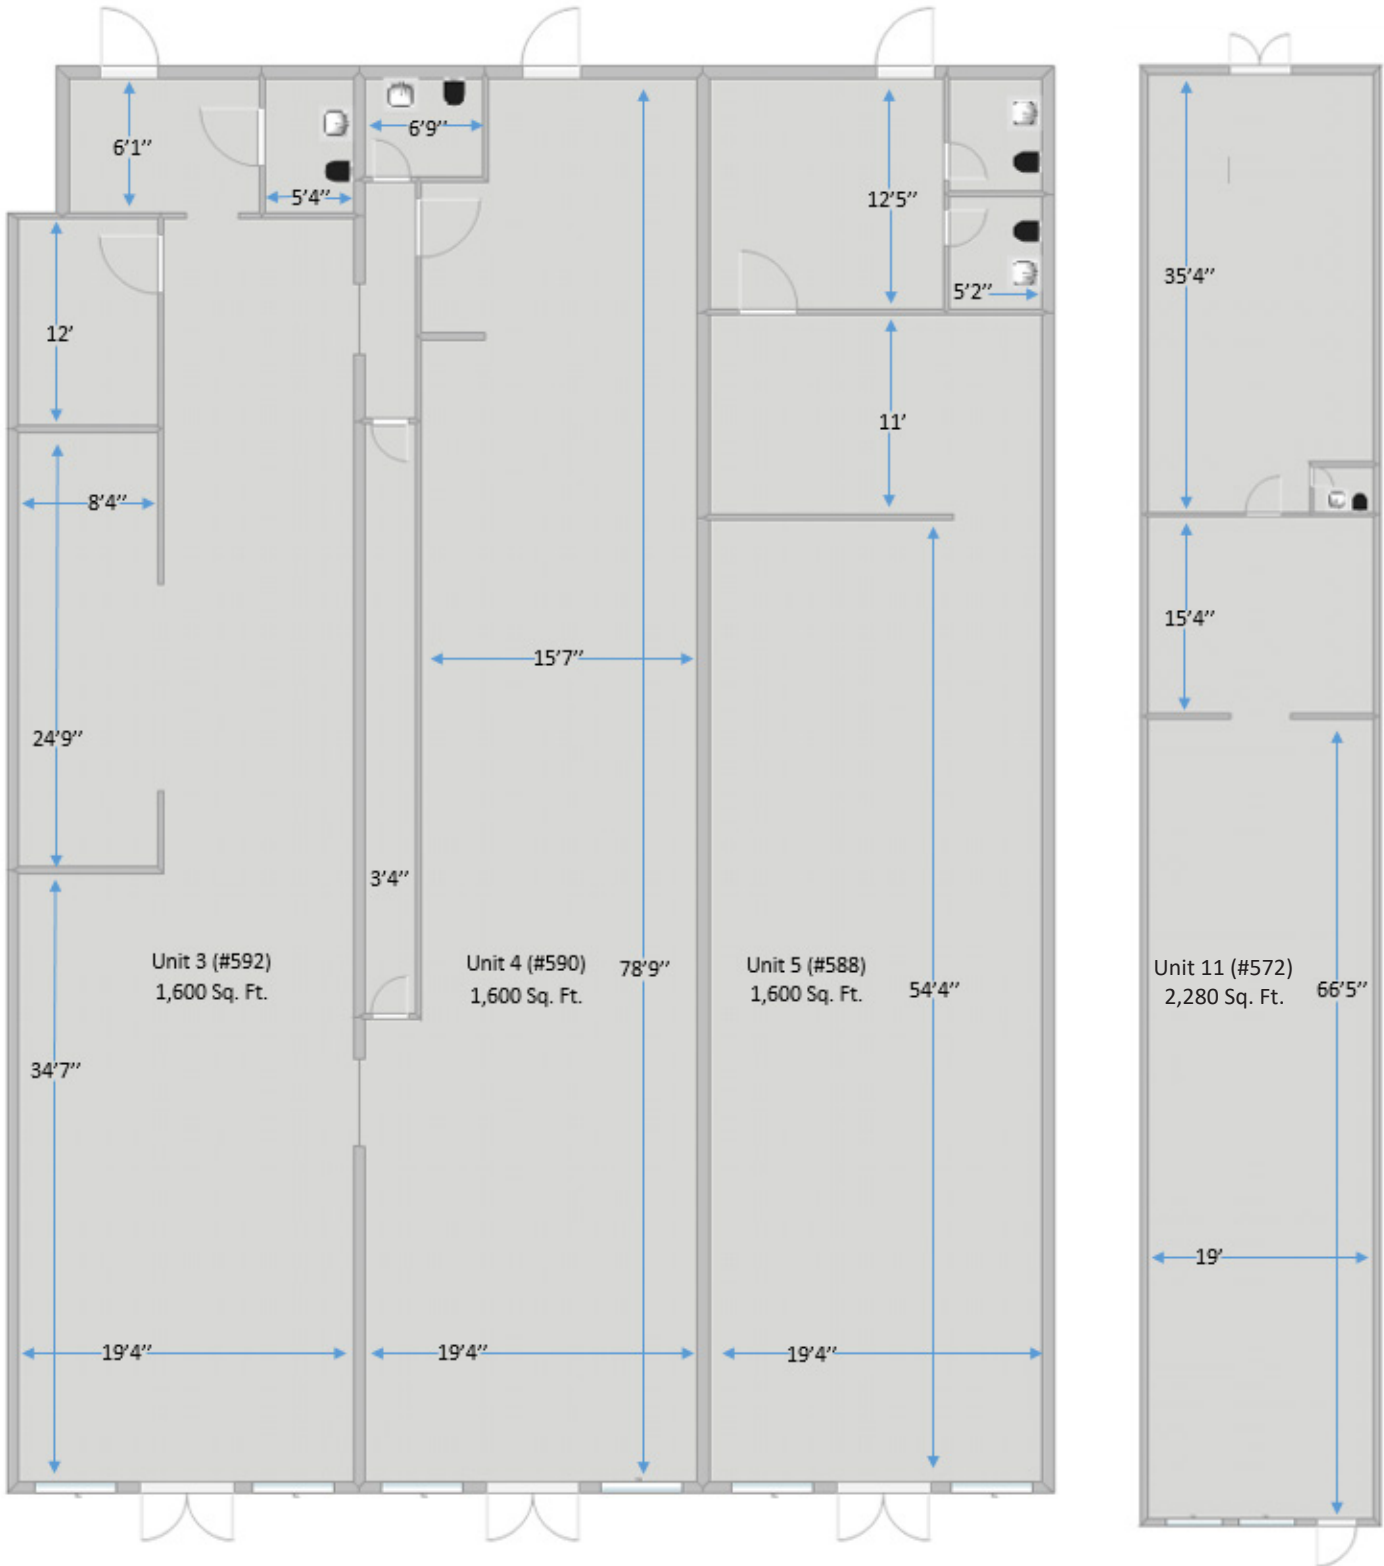 6’1’’
5’4’’
6’9’’
12’5’’
5’2’’
35’4’’
12’
11’
8’4’’
15’4’’
15’7’’
24’9’’
3’4’’
Unit 3 (#592)
1,600 Sq. Ft.
Unit 4 (#590)
1,600 Sq. Ft.
78’9’’
Unit 5 (#588)
1,600 Sq. Ft.
54’4’’
Unit 11 (#572)
2,280 Sq. Ft.
66’5’’
34’7’’
19’
19’4’’
19’4’’
19’4’’